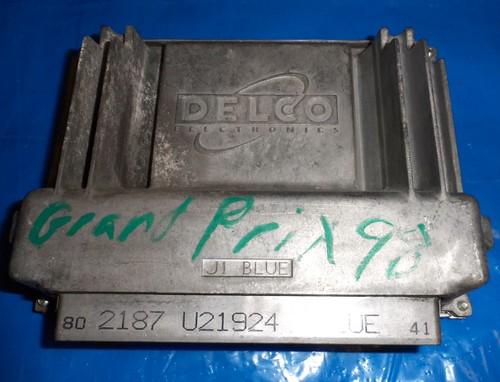 DELCO
ELECTRONICS
Grand Prix 98
J1 BLUE
80 2187 U21924 UE 41